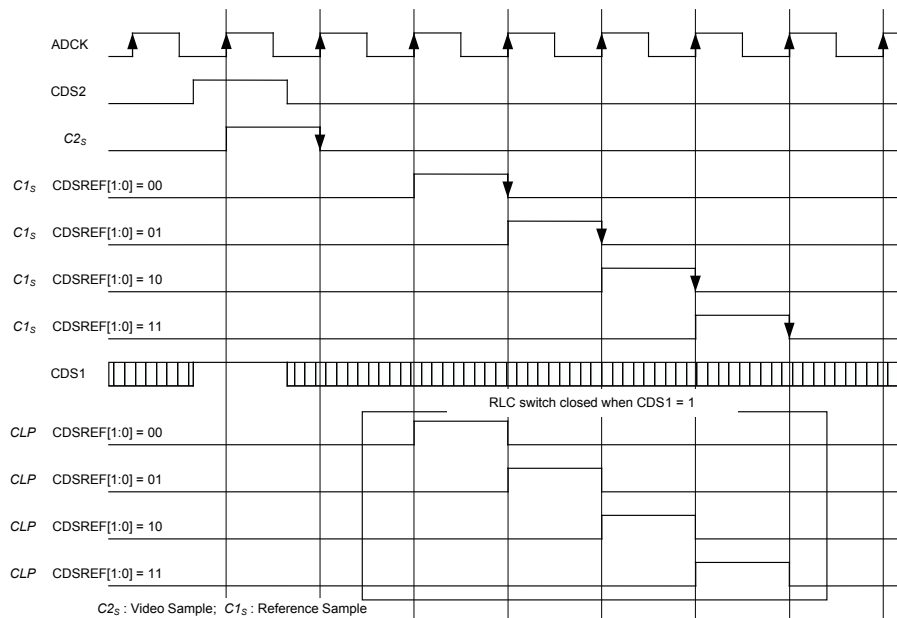 ADCK
CDS2
C2S
C1S CDSREF[1:0] = 00
C1S CDSREF[1:0] = 01
C1S CDSREF[1:0] = 10
C1S CDSREF[1:0] = 11
CDS1
RLC switch closed when CDS1 = 1
CLP CDSREF[1:0] = 00
CLP CDSREF[1:0] = 01
CLP CDSREF[1:0] = 10
CLP CDSREF[1:0] = 11
C2S : Video Sample; C1S : Reference Sample